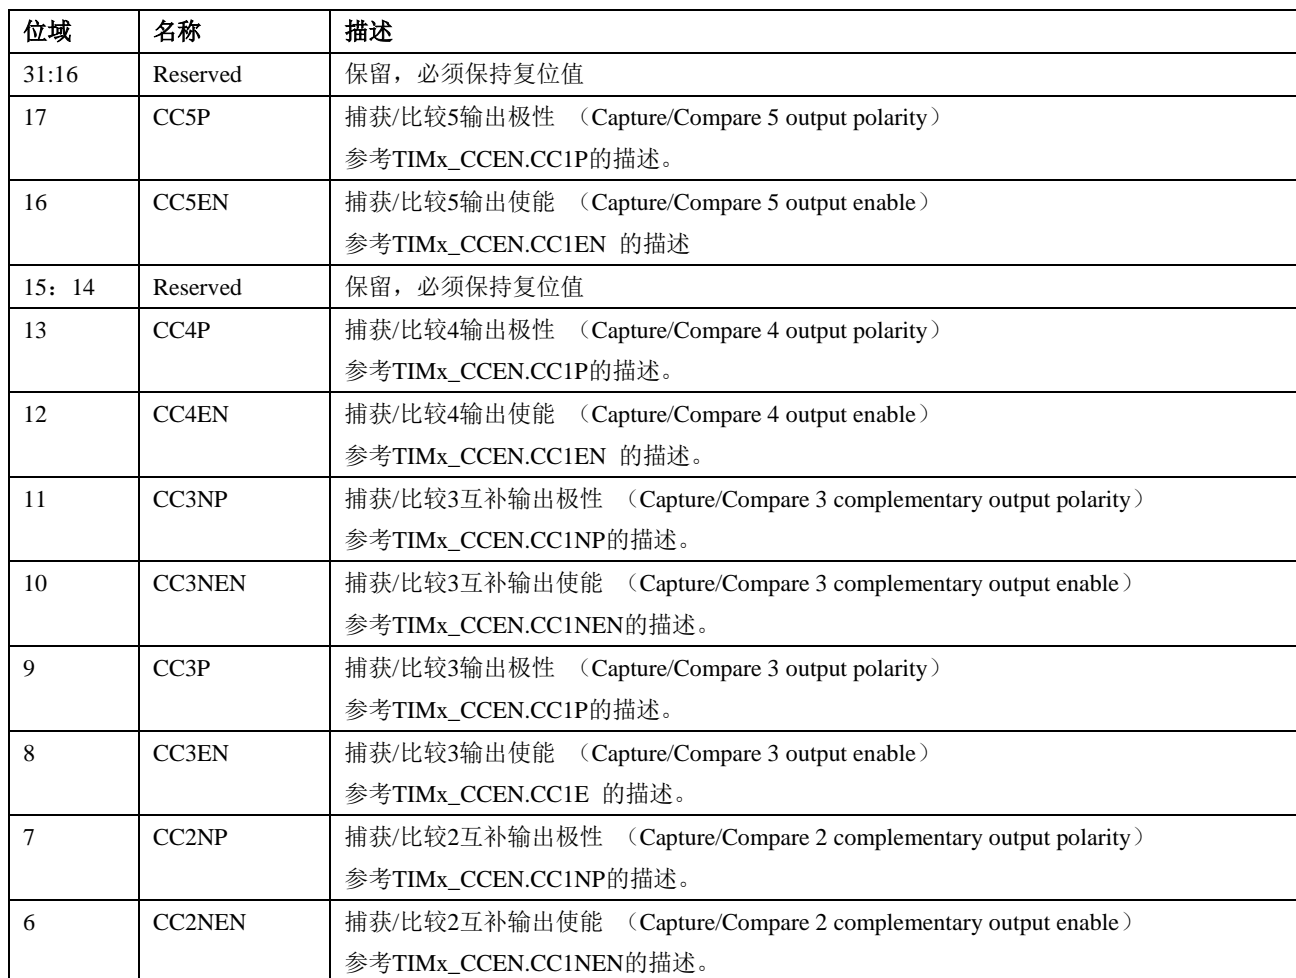 位域 名称 描述
31:16 Reserved 保留，必须保持复位值
17 CC5P 捕获/比较5输出极性 （Capture/Compare 5 output polarity）
参考TIMx_CCEN.CC1P的描述。
16 CC5EN 捕获/比较5输出使能 （Capture/Compare 5 output enable）
参考TIMx_CCEN.CC1EN 的描述
15：14 Reserved 保留，必须保持复位值
13 CC4P 捕获/比较4输出极性 （Capture/Compare 4 output polarity）
参考TIMx_CCEN.CC1P的描述。
12 CC4EN 捕获/比较4输出使能 （Capture/Compare 4 output enable）
参考TIMx_CCEN.CC1EN 的描述。
11 CC3NP 捕获/比较3互补输出极性 （Capture/Compare 3 complementary output polarity）
参考TIMx_CCEN.CC1NP的描述。
10 CC3NEN 捕获/比较3互补输出使能 （Capture/Compare 3 complementary output enable）
参考TIMx_CCEN.CC1NEN的描述。
9 CC3P 捕获/比较3输出极性 （Capture/Compare 3 output polarity）
参考TIMx_CCEN.CC1P的描述。
8 CC3EN 捕获/比较3输出使能 （Capture/Compare 3 output enable）
参考TIMx_CCEN.CC1E 的描述。
7 CC2NP 捕获/比较2互补输出极性 （Capture/Compare 2 complementary output polarity）
参考TIMx_CCEN.CC1NP的描述。
6 CC2NEN 捕获/比较2互补输出使能 （Capture/Compare 2 complementary output enable）
参考TIMx_CCEN.CC1NEN的描述。